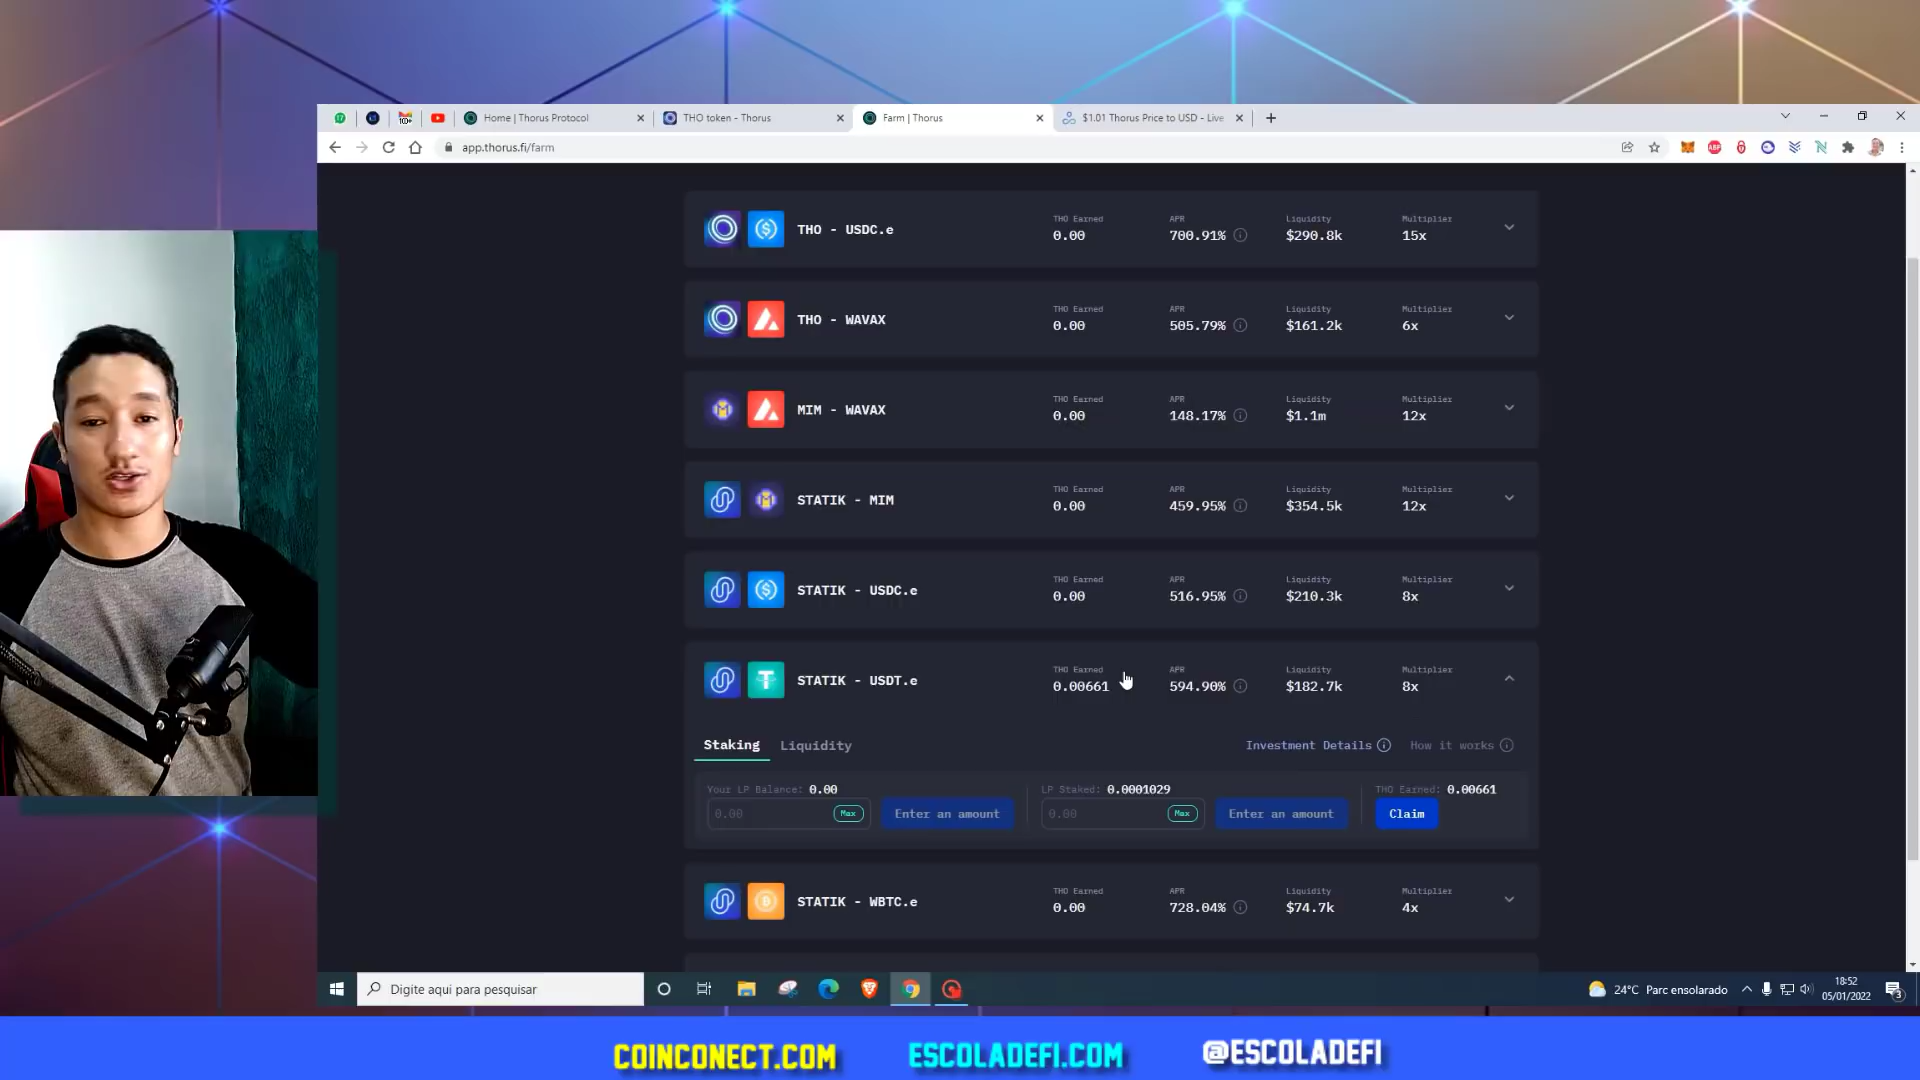 Home | Thorus Protocol
THO token - Thorus
Farm | Thorus
$1.01 Thorus Price to USD - Live
app.thorus.fi/farm
THO - USDC.e
THO Earned
0.00
APR
700.91%
Liquidity
$290.8k
Multiplier
15x
THO - WAVAX
THO Earned
0.00
APR
505.79%
Liquidity
$161.2k
Multiplier
6x
MIM - WAVAX
THO Earned
0.00
APR
148.17%
Liquidity
$1.1m
Multiplier
12x
STATIK - MIM
THO Earned
0.00
APR
459.95%
Liquidity
$354.5k
Multiplier
12x
STATIK - USDC.e
THO Earned
0.00
APR
516.95%
Liquidity
$210.3k
Multiplier
8x
STATIK - USDT.e
THO Earned
0.00661
APR
594.90%
Liquidity
$182.7k
Multiplier
8x
Staking
Liquidity
Investment Details
How it works
Your LP Balance: 0.00
0.00
Max
Enter an amount
LP Staked: 0.0001029
0.00
Max
Enter an amount
THO Earned: 0.00661
Claim
STATIK - WBTC.e
THO Earned
0.00
APR
728.04%
Liquidity
$74.7k
Multiplier
4x
Digite aqui para pesquisar
24°C Parc ensolarado
18:52
05/01/2022
3
COINCONECT.COM
ESCOLADEFI.COM
@ESCOLADEFI